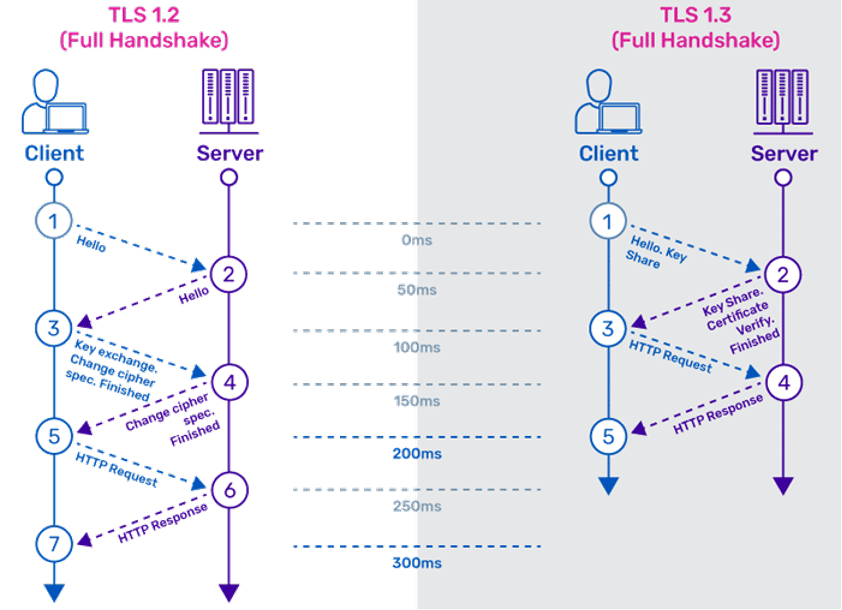 TLS 1.2
(Full Handshake)
Client
Server
1
Hello
2
Hello
3
Key exchange.
Change cipher
spec. Finished
4
Change cipher
spec.
Finished
5
HTTP Request
6
HTTP Response
7
0ms
50ms
100ms
150ms
200ms
250ms
300ms
TLS 1.3
(Full Handshake)
Client
Server
1
Hello. Key
Share
2
Key Share.
Certificate
Verify.
Finished
3
HTTP Request
4
HTTP Response
5